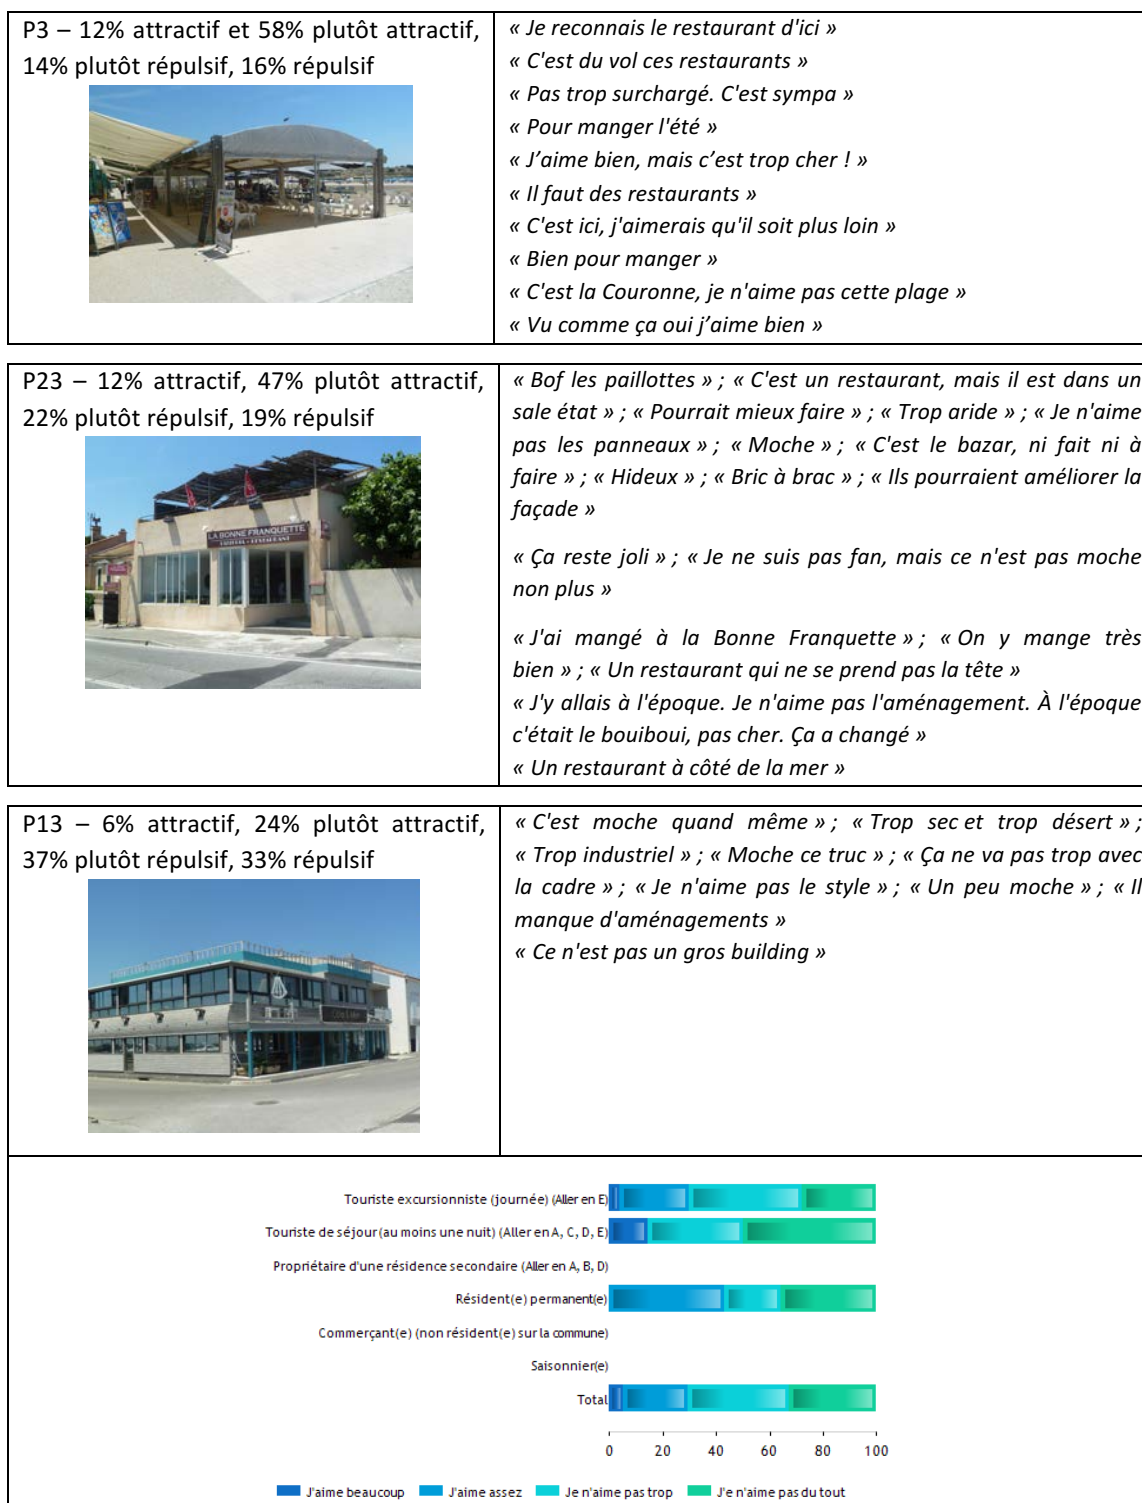 P3 – 12% attractif et 58% plutôt attractif,
14% plutôt répulsif, 16% répulsif
« Je reconnais le restaurant d'ici »
« C'est du vol ces restaurants »
« Pas trop surchargé. C'est sympa »
« Pour manger l'été »
« J’aime bien, mais c’est trop cher ! »
« Il faut des restaurants »
« C'est ici, j'aimerais qu'il soit plus loin »
« Bien pour manger »
« C'est la Couronne, je n'aime pas cette plage »
« Vu comme ça oui j’aime bien »
P23 – 12% attractif, 47% plutôt attractif,
22% plutôt répulsif, 19% répulsif
LA BONNE FRANQUETTE
« Bof les paillottes » ; « C'est un restaurant, mais il est dans un
sale état » ; « Pourrait mieux faire » ; « Trop aride » ; « Je n'aime
pas les panneaux » ; « Moche » ; « C'est le bazar, ni fait ni à
faire » ; « Hideux » ; « Bric à brac » ; « Ils pourraient améliorer la
façade »
« Ça reste joli » ; « Je ne suis pas fan, mais ce n'est pas moche
non plus »
« J'ai mangé à la Bonne Franquette » ; « On y mange très
bien » ; « Un restaurant qui ne se prend pas la tête »
« J'y allais à l'époque. Je n'aime pas l'aménagement. À l'époque
c'était le bouiboui, pas cher. Ça a changé »
« Un restaurant à côté de la mer »
P13 – 6% attractif, 24% plutôt attractif,
37% plutôt répulsif, 33% répulsif
« C'est moche quand même » ; « Trop sec et trop désert » ;
« Trop industriel » ; « Moche ce truc » ; « Ça ne va pas trop avec
la cadre » ; « Je n'aime pas le style » ; « Un peu moche » ; « Il
manque d'aménagements »
« Ce n'est pas un gros building »
Touriste excursionniste (journée) (Aller en E)
Touriste de séjour (au moins une nuit) (Aller en A, C, D, E)
Propriétaire d'une résidence secondaire (Aller en A, B, D)
Résident(e) permanent(e)
Commerçant(e) (non résident(e) sur la commune)
Saisonnier(e)
Total
0 20 40 60 80 100
J'aime beaucoup J'aime assez Je n'aime pas trop J'e n'aime pas du tout